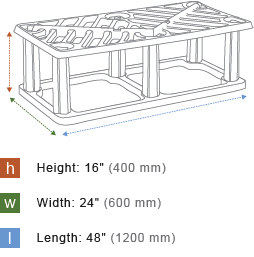 h Height: 16" (400 mm)
w Width: 24" (600 mm)
l Length: 48" (1200 mm)